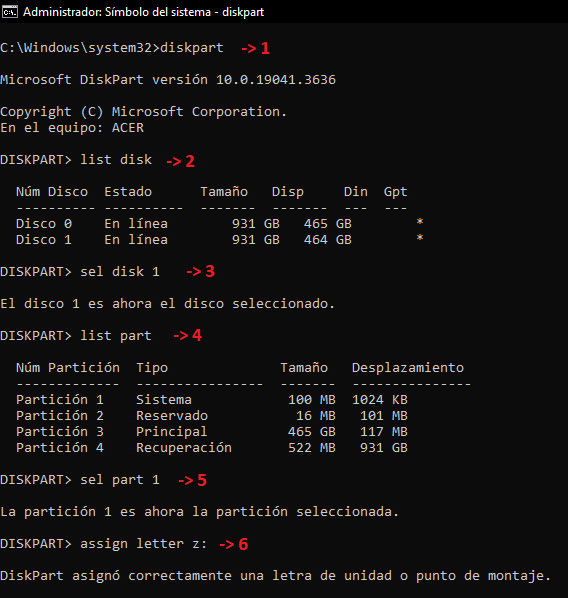 Administrador: Símbolo del sistema - diskpart
C:\Windows\system32>diskpart -> 1
Microsoft DiskPart versión 10.0.19041.3636
Copyright (C) Microsoft Corporation.
En el equipo: ACER
DISKPART> list disk -> 2
Núm Disco  Estado      Tamaño   Disp     Din  Gpt
---------- ----------  -------  -------  ---  ---
Disco 0    En línea        931 GB   465 GB        *
Disco 1    En línea        931 GB   464 GB        *
DISKPART> sel disk 1 -> 3
El disco 1 es ahora el disco seleccionado.
DISKPART> list part -> 4
Núm Partición  Tipo              Tamaño   Desplazamiento
-------------  ----------------  -------  ---------------
Partición 1    Sistema            100 MB  1024 KB
Partición 2    Reservado           16 MB   101 MB
Partición 3    Principal          465 GB   117 MB
Partición 4    Recuperación       522 MB   931 GB
DISKPART> sel part 1 -> 5
La partición 1 es ahora la partición seleccionada.
DISKPART> assign letter z: -> 6
DiskPart asignó correctamente una letra de unidad o punto de montaje.